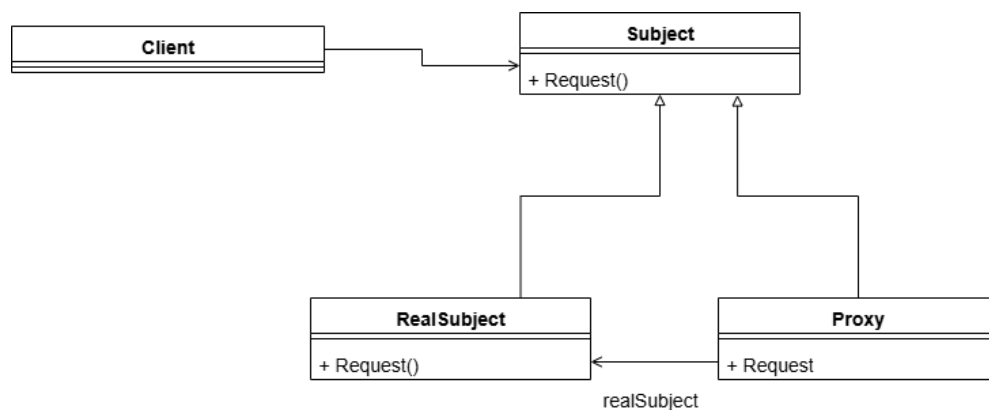 Client
Subject
+ Request()
RealSubject
+ Request()
Proxy
+ Request
realSubject